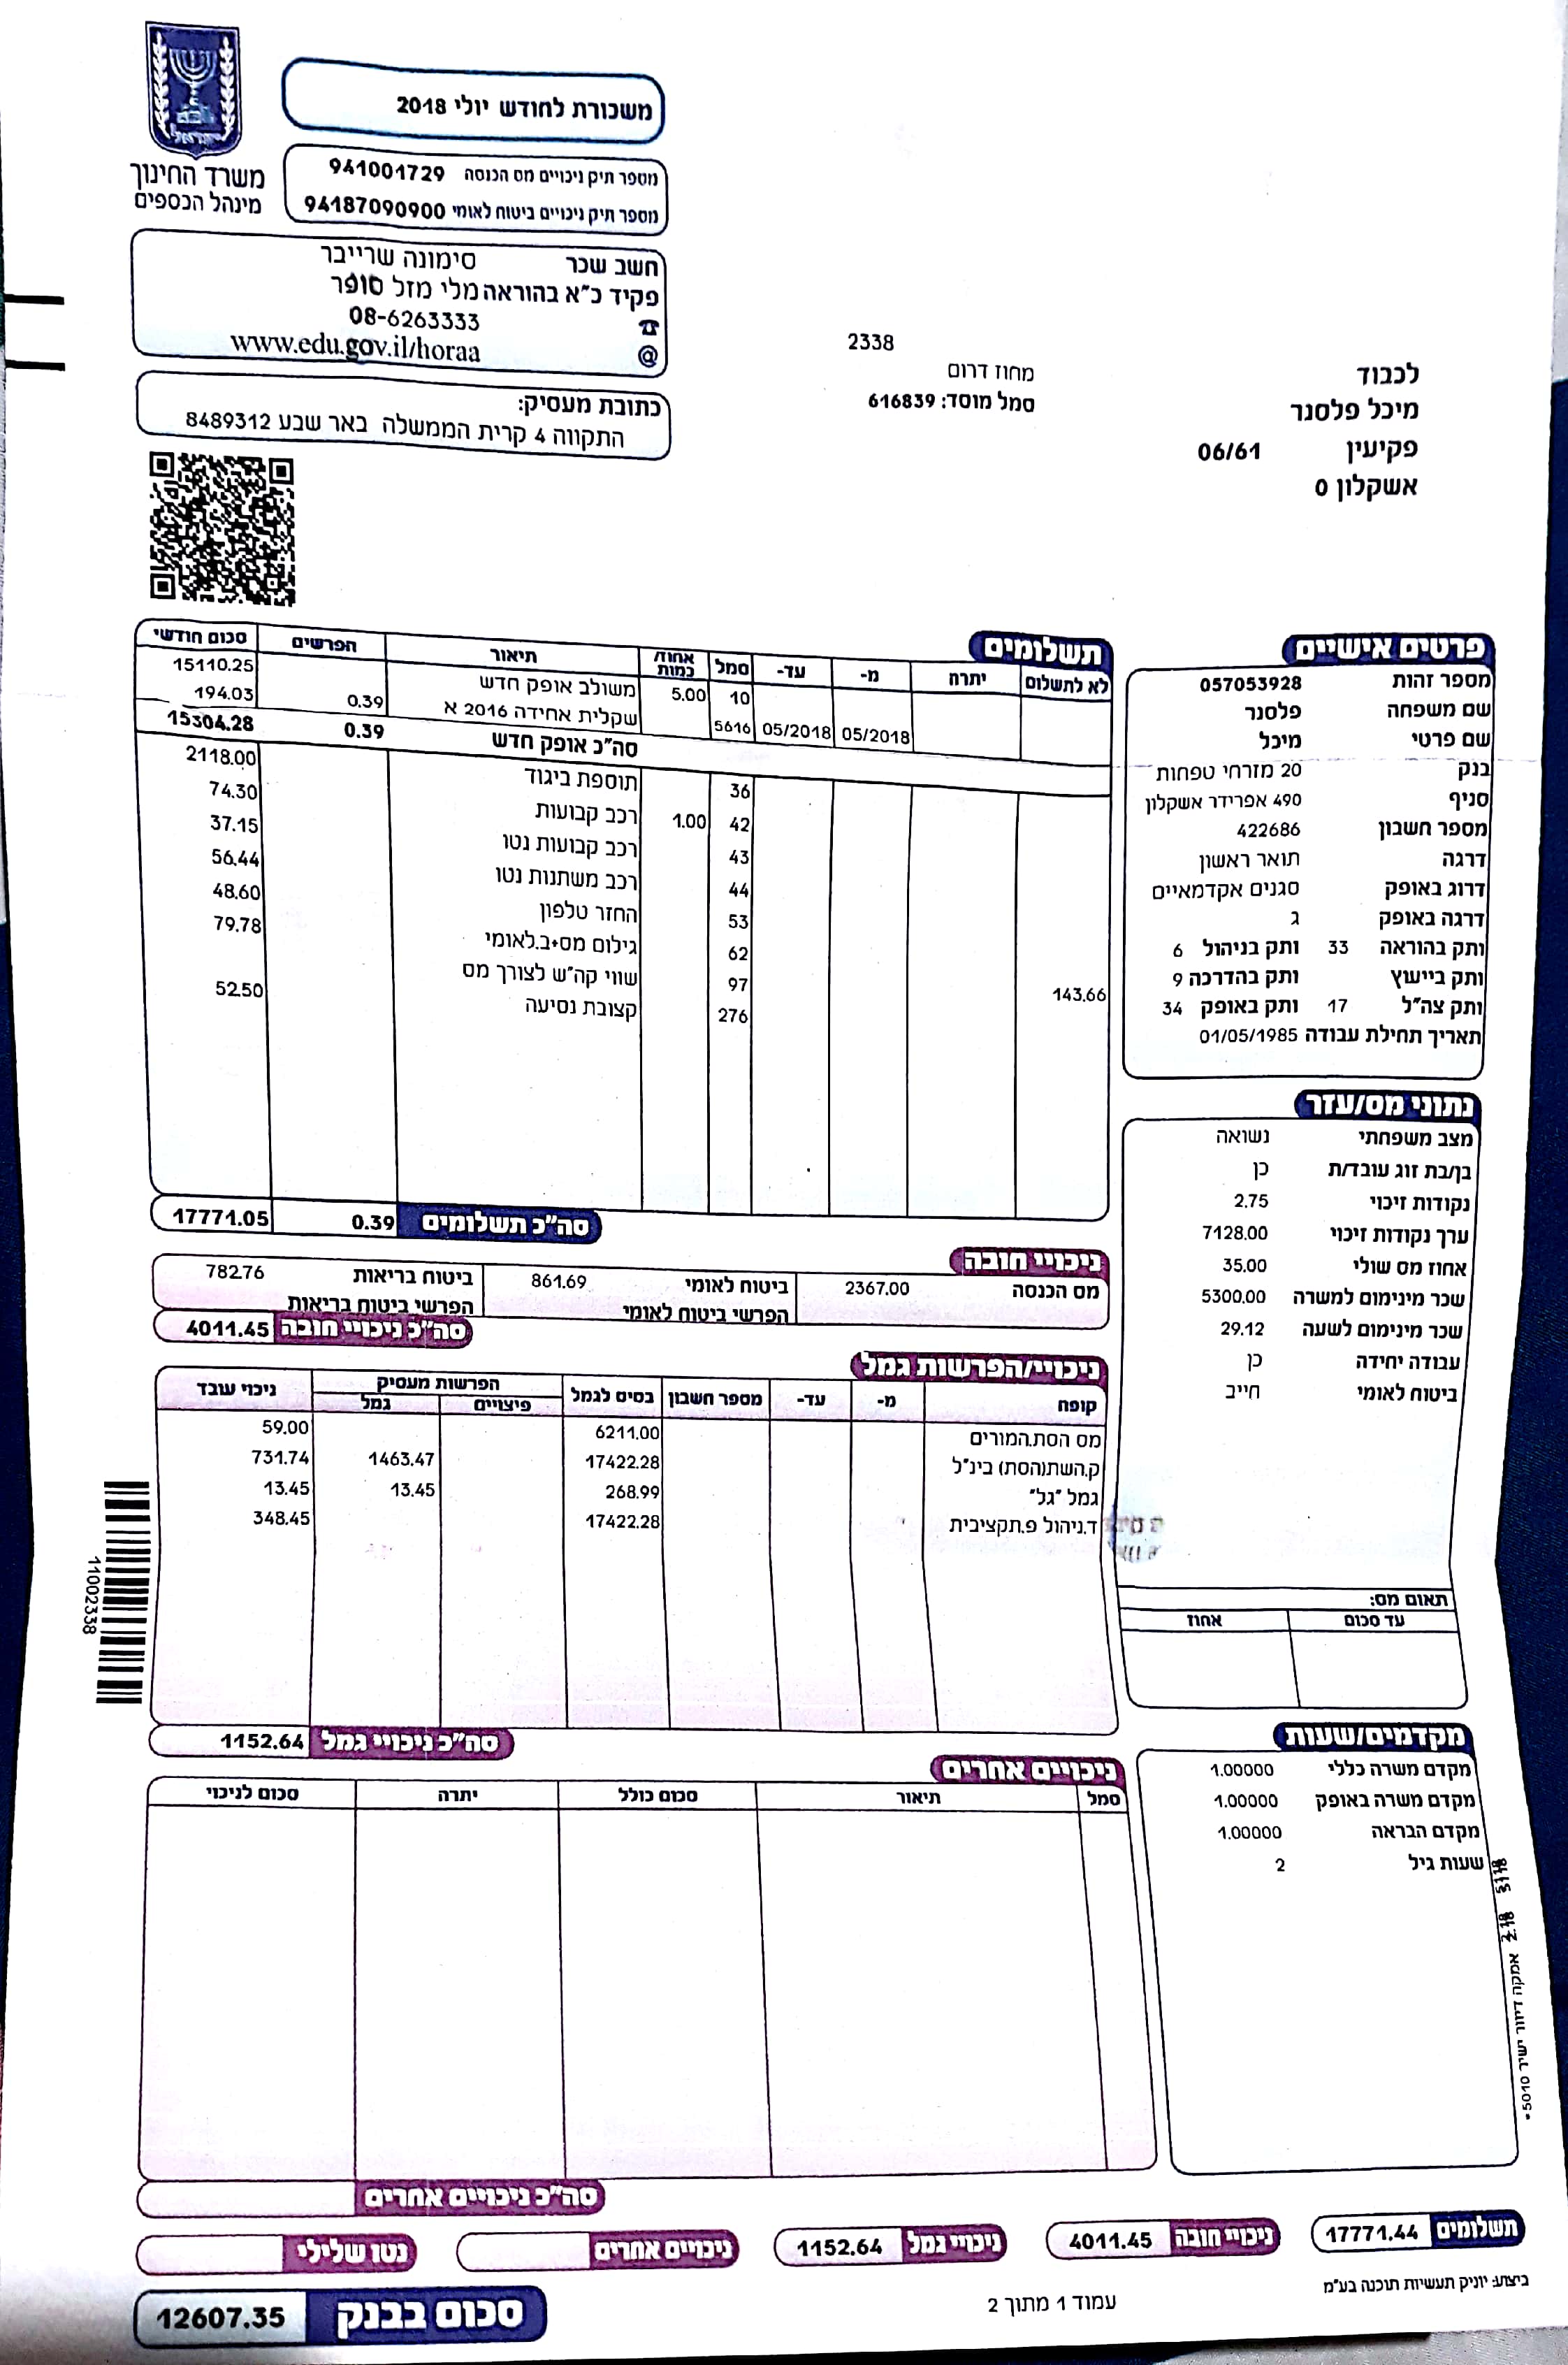 משכורת לחודש יולי 2018
מספר תיק ניכויים מס הכנסה 941001729
מספר תיק ניכויים ביטוח לאומי 94187090900
משרד החינוך
מינהל הכספים
חשב שכר סימונה שרייבר
פקיד כ"א בהוראה מלי מזל סופר
☎ 08-6263333
@ www.edu.gov.il/horaa
כתובת מעסיק:
התקווה 4 קרית הממשלה באר שבע 8489312
2338
מחוז דרום
סמל מוסד: 616839
לכבוד
מיכל פלסנר
פקיעין 06/61
אשקלון 0
פרטים אישיים
מספר זהות 057053928
שם משפחה פלסנר
שם פרטי מיכל
בנק 20 מזרחי טפחות
סניף 490 אפרידר אשקלון
מספר חשבון 422686
דרגה תואר ראשון
דרוג באופק סגנים אקדמאיים
דרגה באופק ג
ותק בהוראה 33 ותק בניהול 6
ותק בייעוץ ותק בהדרכה 9
ותק צה"ל 17 ותק באופק 34
תאריך תחילת עבודה 01/05/1985
תשלומים
לא לתשלום יתרה מ- עד- סמל אחוז/כמות תיאור הפרשים סכום חודשי
10 5.00 משולב אופק חדש 15110.25
05/2018 05/2018 5616 שקלית אחידה 2016 א 0.39 194.03
סה"כ אופק חדש 0.39 15304.28
36 תוספת ביגוד 2118.00
42 1.00 רכב קבועות 74.30
43 רכב קבועות נטו 37.15
44 רכב משתנות נטו 56.44
53 החזר טלפון 48.60
62 גילום מס+ב.לאומי 79.78
143.66 97 שווי קה"ש לצורך מס
276 קצובת נסיעה 52.50
סה"כ תשלומים 0.39 17771.05
נתוני מס/עזר
מצב משפחתי נשואה
בן/בת זוג עובד/ת כן
נקודות זיכוי 2.75
ערך נקודות זיכוי 7128.00
אחוז מס שולי 35.00
שכר מינימום למשרה 5300.00
שכר מינימום לשעה 29.12
עבודה יחידה כן
ביטוח לאומי חייב
תאום מס:
עד סכום אחוז
ניכויי חובה
מס הכנסה 2367.00 ביטוח לאומי 861.69 ביטוח בריאות 782.76
הפרשי ביטוח לאומי הפרשי ביטוח בריאות
סה"כ ניכויי חובה 4011.45
ניכויי/הפרשות גמל
קופה מ- עד- מספר חשבון בסיס לגמל הפרשות מעסיק ניכוי עובד
פיצויים גמל
מס הסת.המורים 6211.00 59.00
ק.השת(הסת) בינ"ל 17422.28 1463.47 731.74
גמל "גל" 268.99 13.45 13.45
ד.ניהול פ.תקציבית 17422.28 348.45
סה"כ ניכויי גמל 1152.64
11002338
מקדמים/שעות
מקדם משרה כללי 1.00000
מקדם משרה באופק 1.00000
מקדם הבראה 1.00000
שעות גיל 2
ניכויים אחרים
סמל תיאור סכום כולל יתרה סכום לניכוי
סה"כ ניכויים אחרים
תשלומים 17771.44
ניכויי חובה 4011.45
ניכויי גמל 1152.64
ניכויים אחרים
נטו שלילי
סכום בבנק 12607.35
עמוד 1 מתוך 2
ביצוע: יוניק תעשיות תוכנה בע"מ